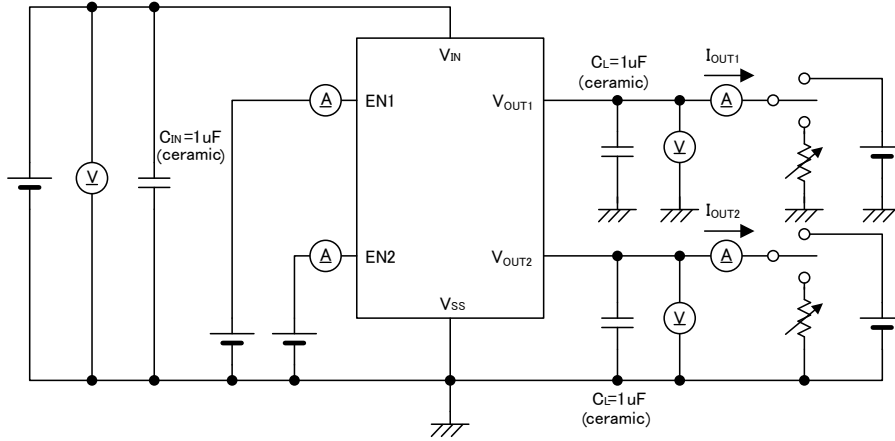 VIN
CL=1uF
(ceramic)
IOUT1
A
EN1
VOUT1
A
CIN=1uF
(ceramic)
V
V
IOUT2
A
EN2
VOUT2
A
VSS
V
CL=1uF
(ceramic)